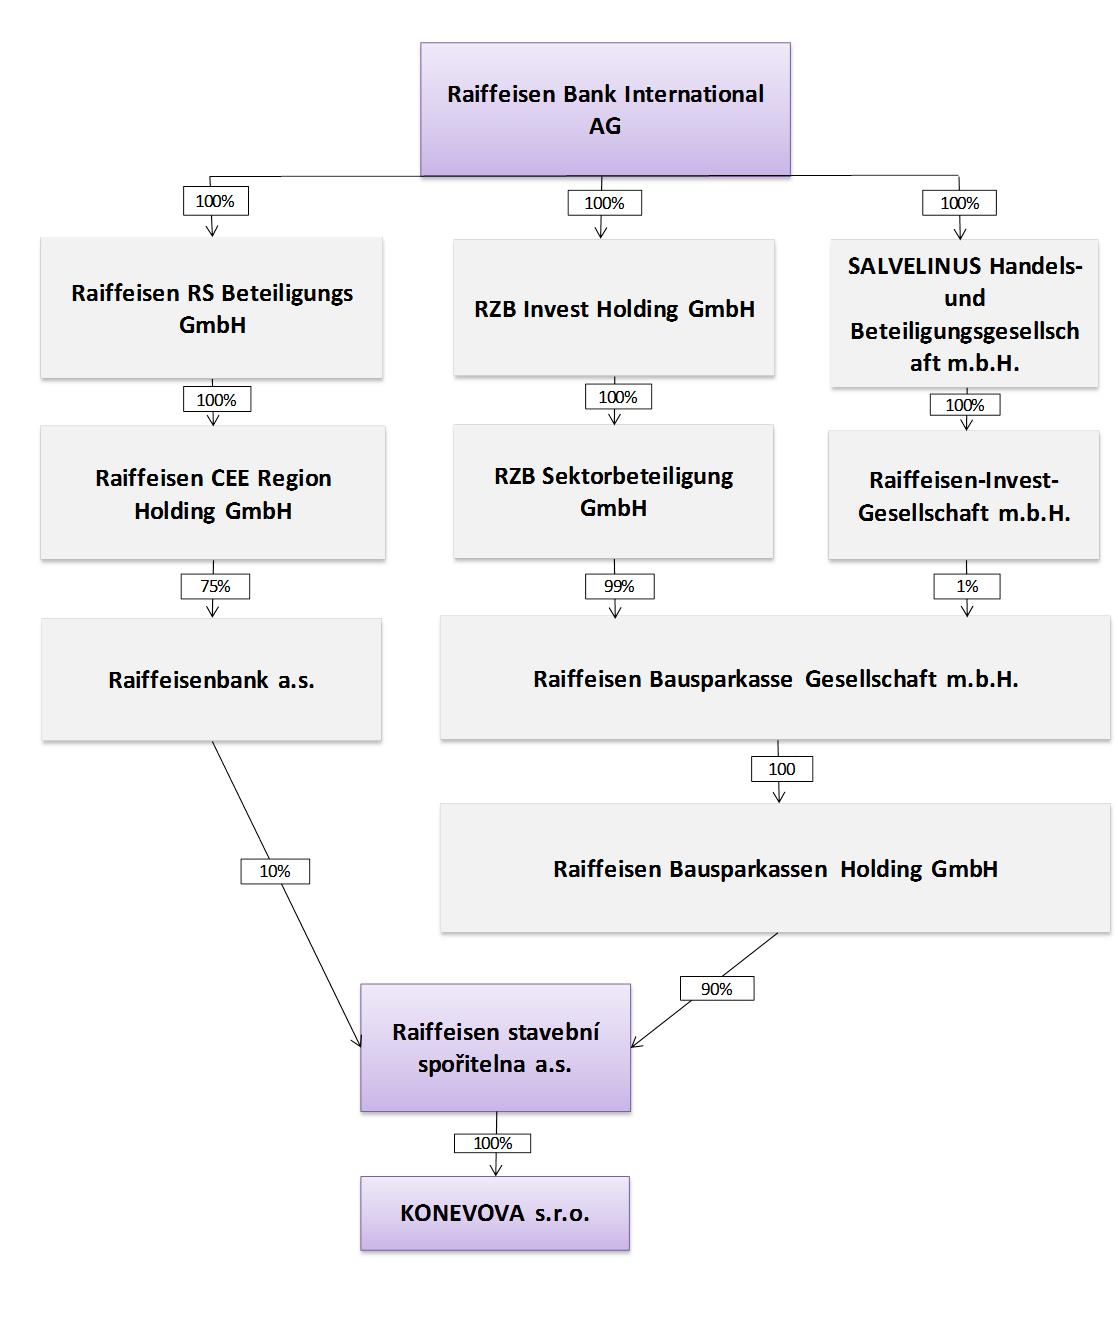 Raiffeisen Bank International
AG
100%
100%
100%
Raiffeisen RS Beteiligungs
GmbH
RZB Invest Holding GmbH
SALVELINUS Handels-
und
Beteiligungsgesellsch
aft m.b.H.
100%
100%
100%
Raiffeisen CEE Region
Holding GmbH
RZB Sektorbeteiligung
GmbH
Raiffeisen-Invest-
Gesellschaft m.b.H.
75%
99%
1%
Raiffeisenbank a.s.
Raiffeisen Bausparkasse Gesellschaft m.b.H.
100
Raiffeisen Bausparkassen Holding GmbH
10%
90%
Raiffeisen stavební
spořitelna a.s.
100%
KONEVOVA s.r.o.